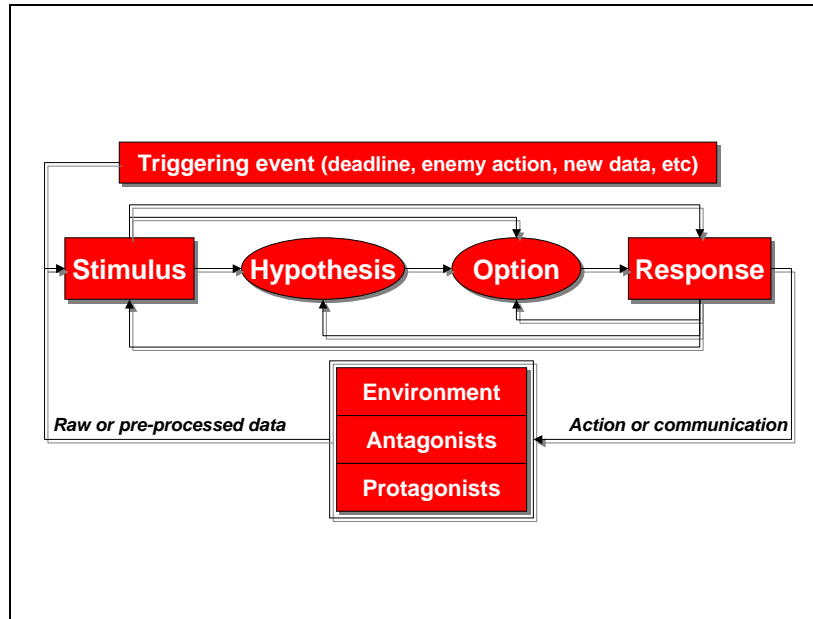 Triggering event (deadline, enemy action, new data, etc)
Stimulus
Hypothesis
Option
Response
Environment
Raw or pre-processed data
Antagonists
Action or communication
Protagonists